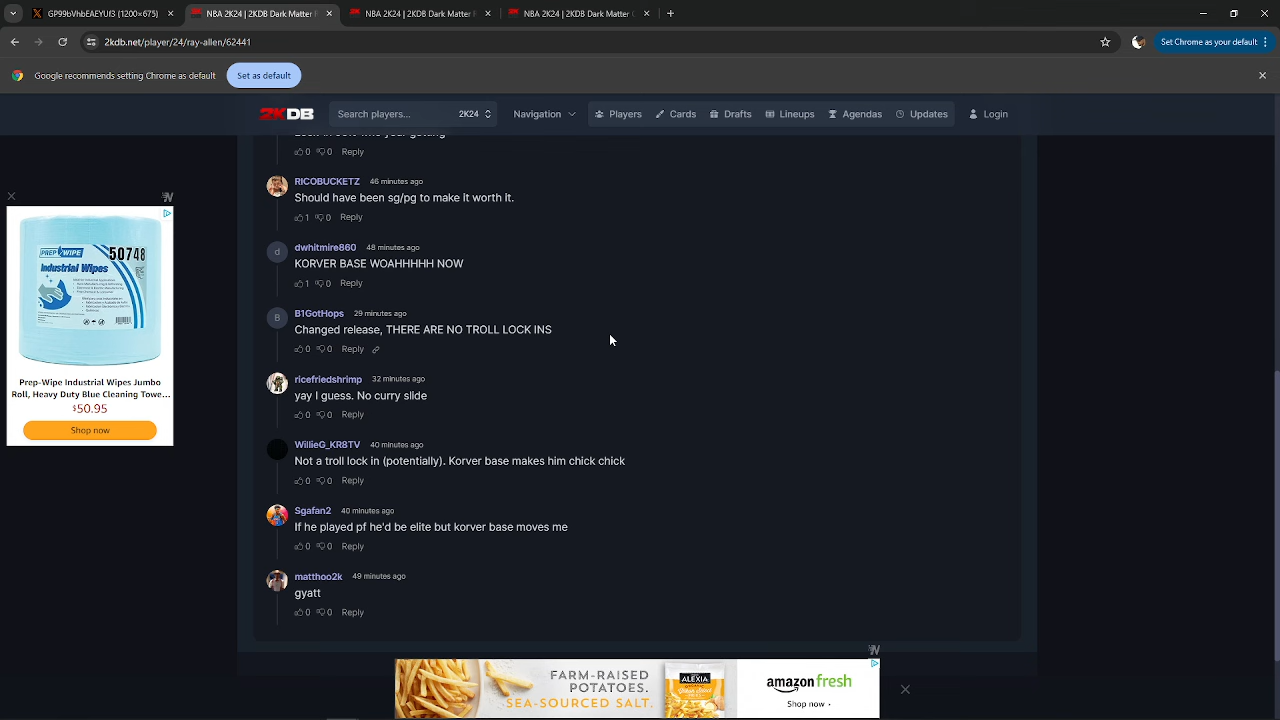 GP99bVhbEAEYUf3 (1200×675)
NBA 2K24 | 2KDB Dark Matter
NBA 2K24 | 2KDB Dark Matter
NBA 2K24 | 2KDB Dark Matter
2kdb.net/player/24/ray-allen/62441
Set Chrome as your default
Google recommends setting Chrome as default
Set as default
2KDB
Search players...
2K24
Navigation
Players
Cards
Drafts
Lineups
Agendas
Updates
Login
0 0 Reply
RICOBUCKETZ 46 minutes ago
Should have been sg/pg to make it worth it.
1 0 Reply
d
dwhitmire860 48 minutes ago
KORVER BASE WOAHHHHH NOW
1 0 Reply
B
B1GotHops 29 minutes ago
Changed release, THERE ARE NO TROLL LOCK INS
0 0 Reply
ricefriedshrimp 32 minutes ago
yay I guess. No curry slide
0 0 Reply
WillieG_KR8TV 40 minutes ago
Not a troll lock in (potentially). Korver base makes him chick chick
0 0 Reply
Sgafan2 40 minutes ago
If he played pf he'd be elite but korver base moves me
0 0 Reply
matthoo2k 49 minutes ago
gyatt
0 0 Reply
PREP WIPE
50748
Industrial Wipes
Prep-Wipe Industrial Wipes Jumbo
Roll, Heavy Duty Blue Cleaning Towe...
$50.95
Shop now
FARM-RAISED
POTATOES.
SEA-SOURCED SALT.
ALEXIA
amazon fresh
Shop now